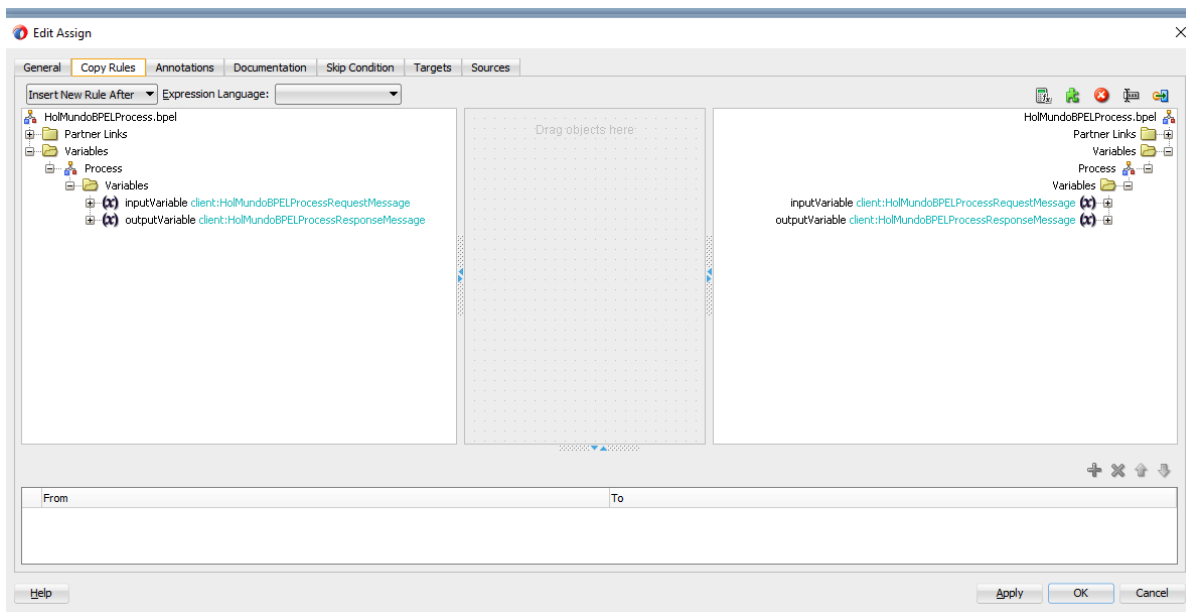 Edit Assign
General Copy Rules Annotations Documentation Skip Condition Targets Sources
Insert New Rule After Expression Language:
HolMundoBPELProcess.bpel
Partner Links
Variables
Process
Variables
inputVariable client:HolMundoBPELProcessRequestMessage
outputVariable client:HolMundoBPELProcessResponseMessage
Drag objects here
HolMundoBPELProcess.bpel
Partner Links
Variables
Process
Variables
inputVariable client:HolMundoBPELProcessRequestMessage
outputVariable client:HolMundoBPELProcessResponseMessage
From To
Help Apply OK Cancel